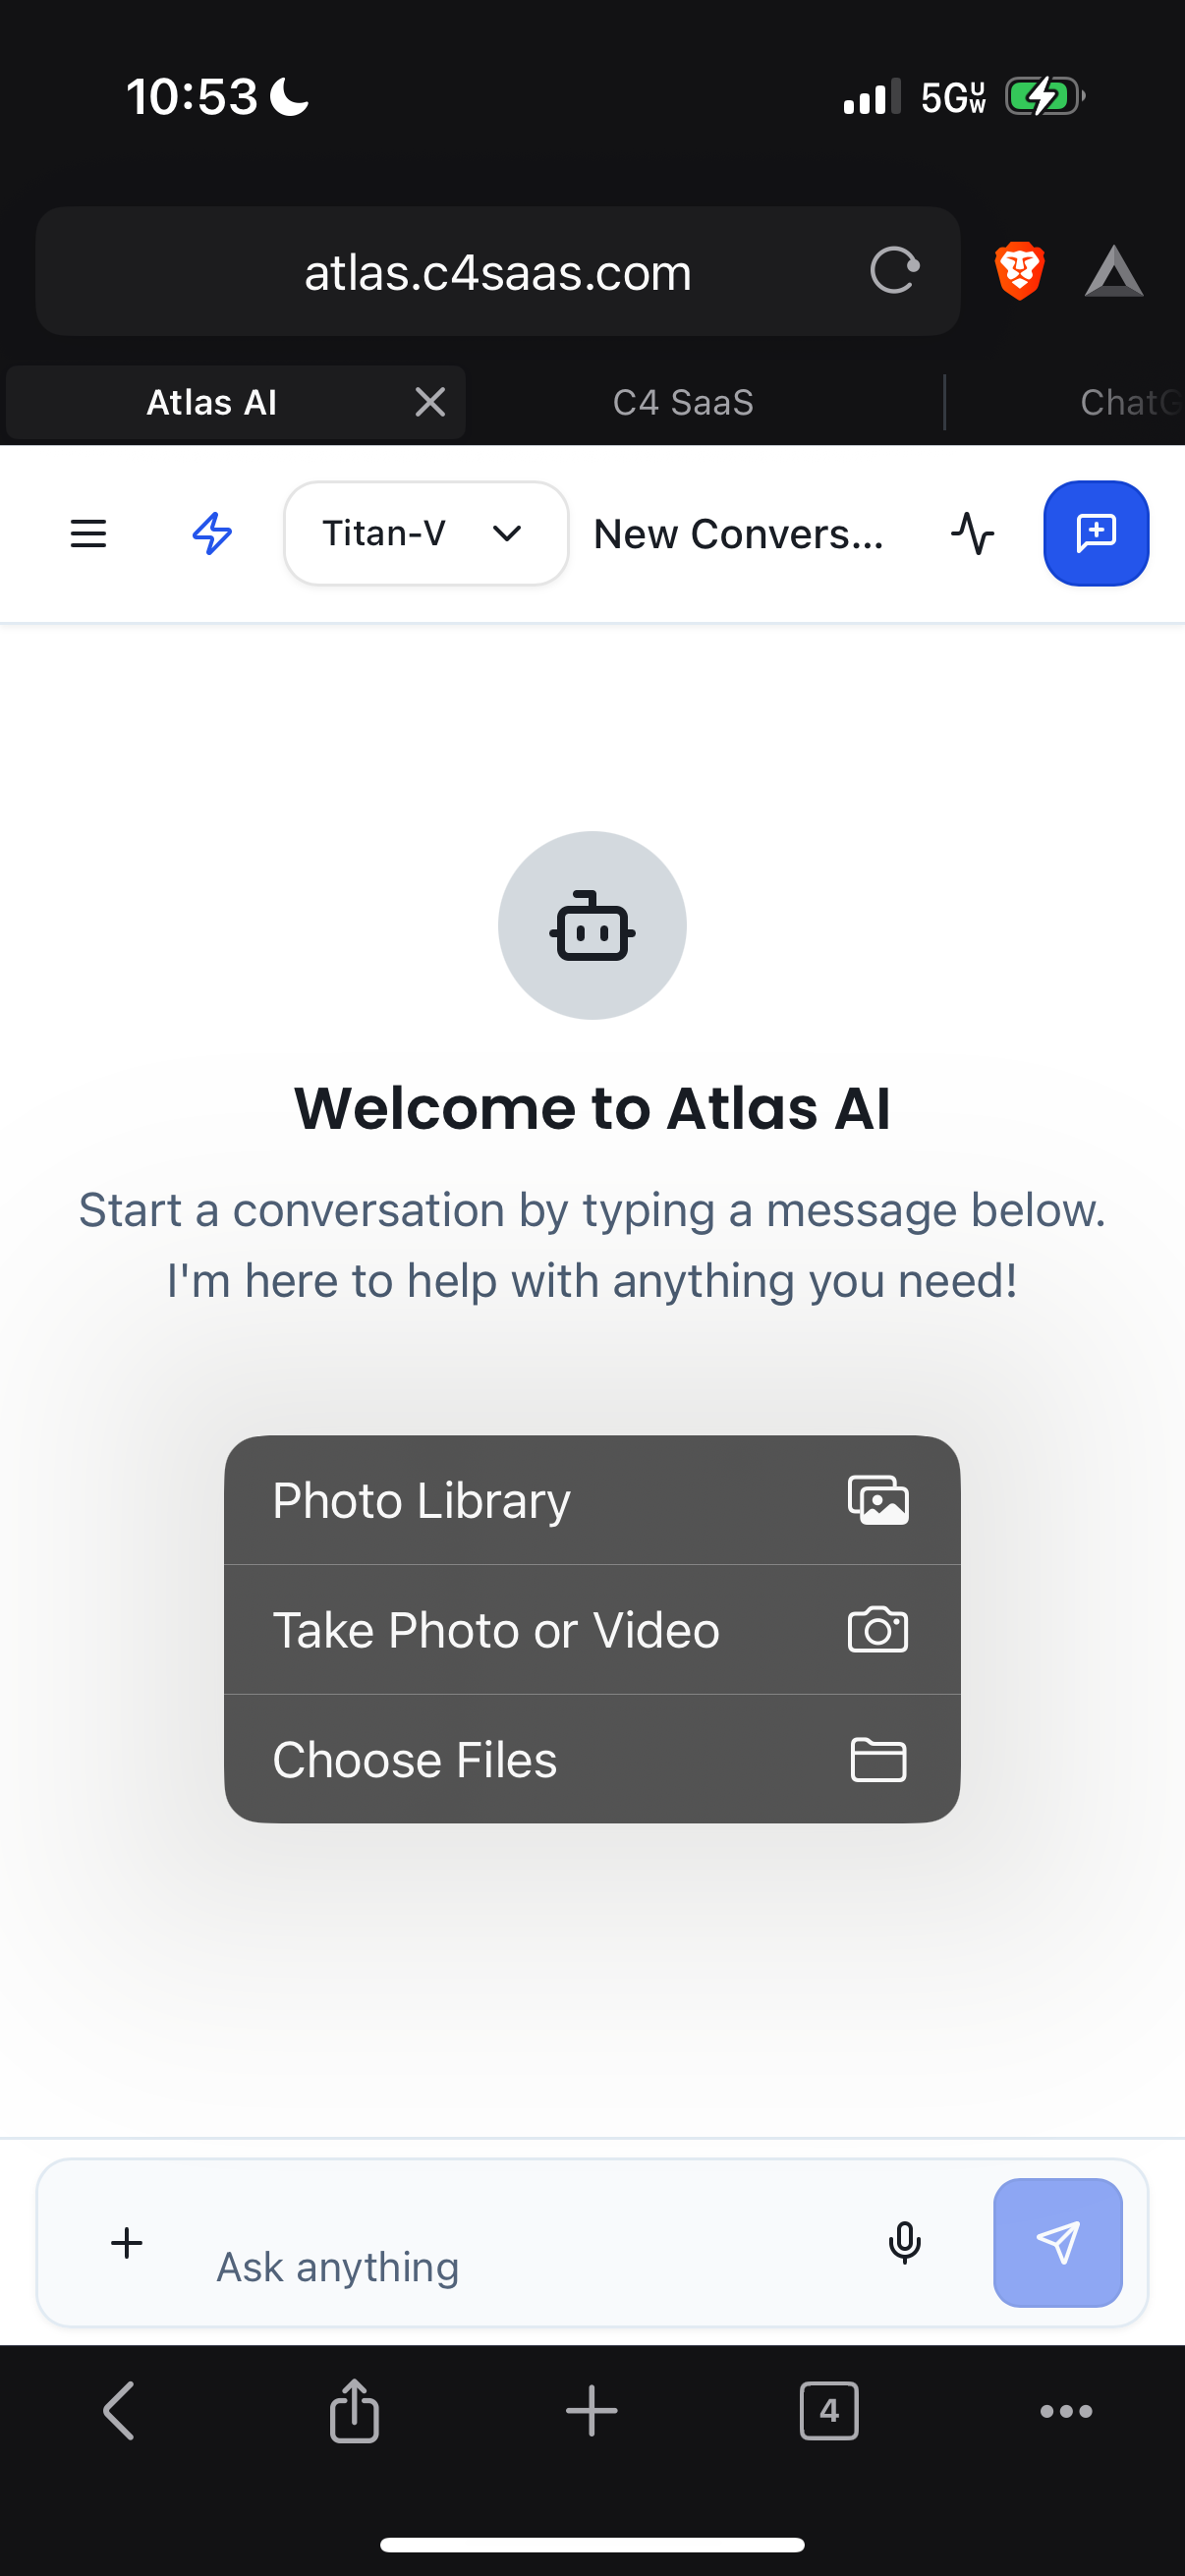 10:53
5G UW
atlas.c4saas.com
Atlas AI
C4 SaaS
ChatG
Titan-V
New Convers...
Welcome to Atlas AI
Start a conversation by typing a message below.
I'm here to help with anything you need!
Photo Library
Take Photo or Video
Choose Files
Ask anything
4